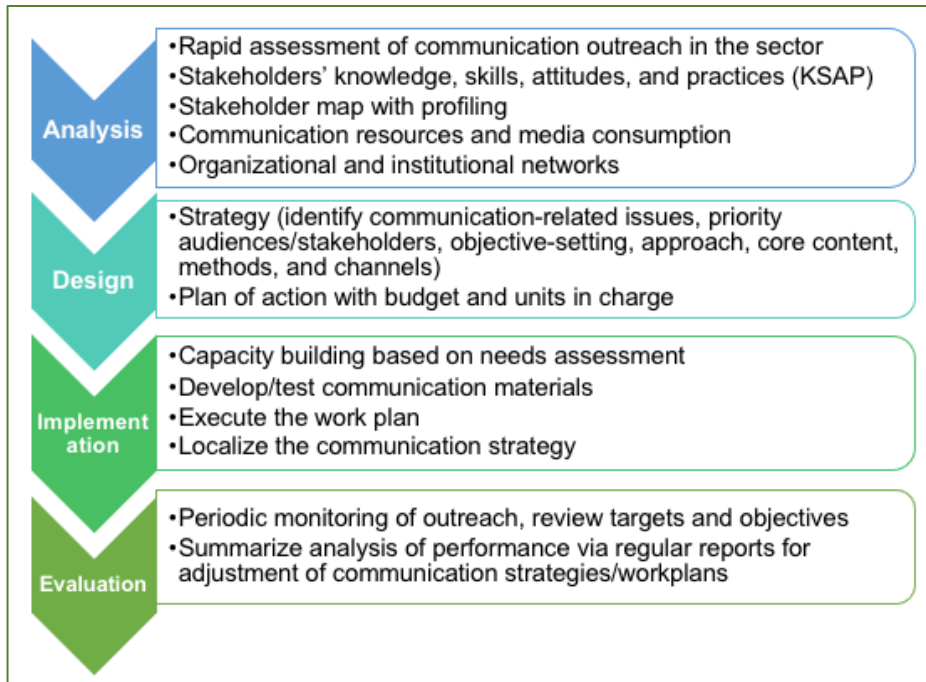 Analysis
•Rapid assessment of communication outreach in the sector
•Stakeholders' knowledge, skills, attitudes, and practices (KSAP)
•Stakeholder map with profiling
•Communication resources and media consumption
•Organizational and institutional networks
Design
•Strategy (identify communication-related issues, priority
audiences/stakeholders, objective-setting, approach, core content,
methods, and channels)
•Plan of action with budget and units in charge
Implement
ation
•Capacity building based on needs assessment
•Develop/test communication materials
•Execute the work plan
•Localize the communication strategy
Evaluation
•Periodic monitoring of outreach, review targets and objectives
•Summarize analysis of performance via regular reports for
adjustment of communication strategies/workplans